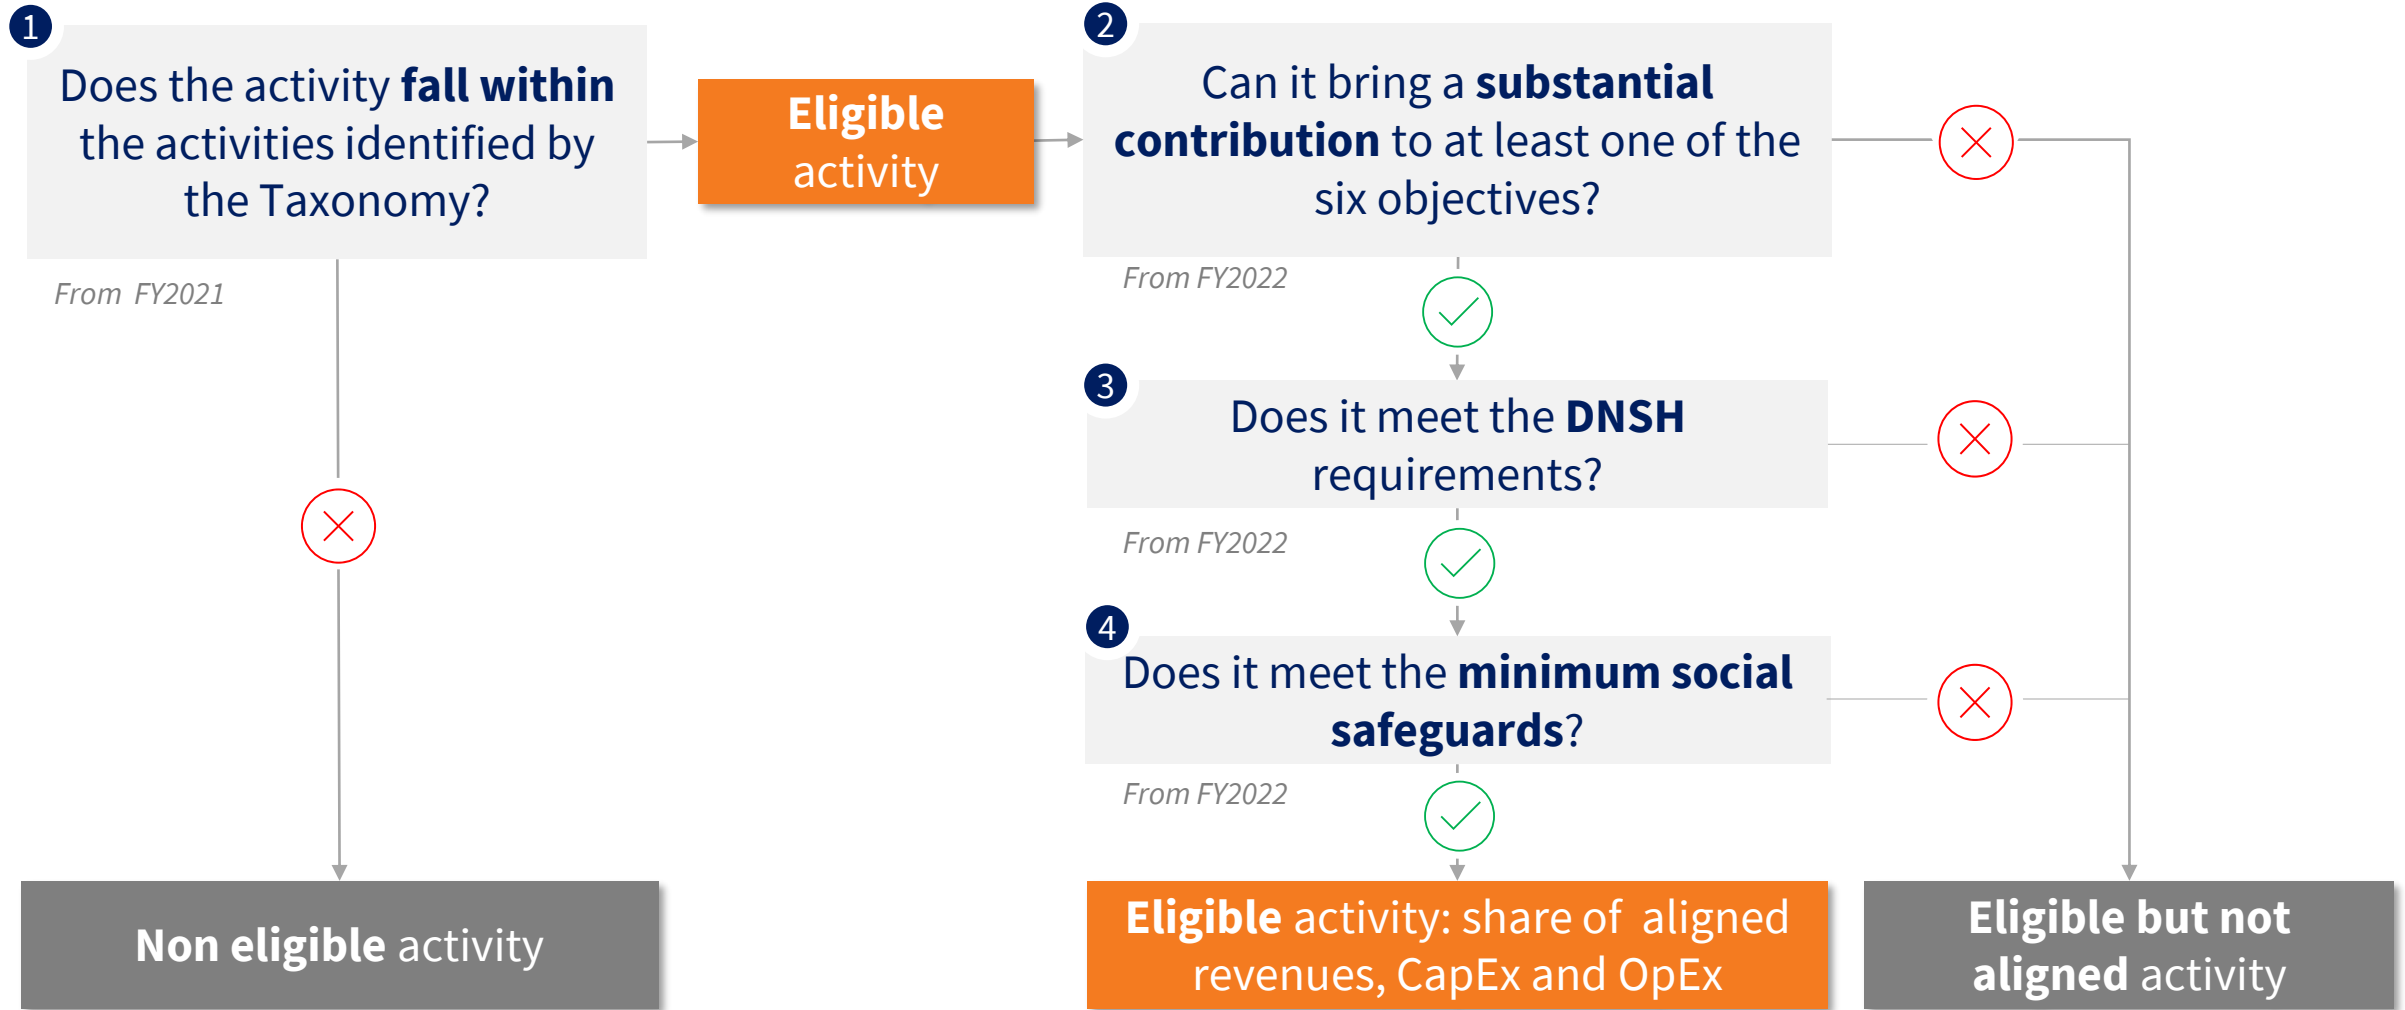 1
Does the activity fall within
the activities identified by
the Taxonomy?
From FY2021
Eligible
activity
2
Can it bring a substantial
contribution to at least one of the
six objectives?
From FY2022
3
Does it meet the DNSH
requirements?
From FY2022
4
Does it meet the minimum social
safeguards?
From FY2022
Non eligible activity
Eligible activity: share of aligned
revenues, CapEx and OpEx
Eligible but not
aligned activity